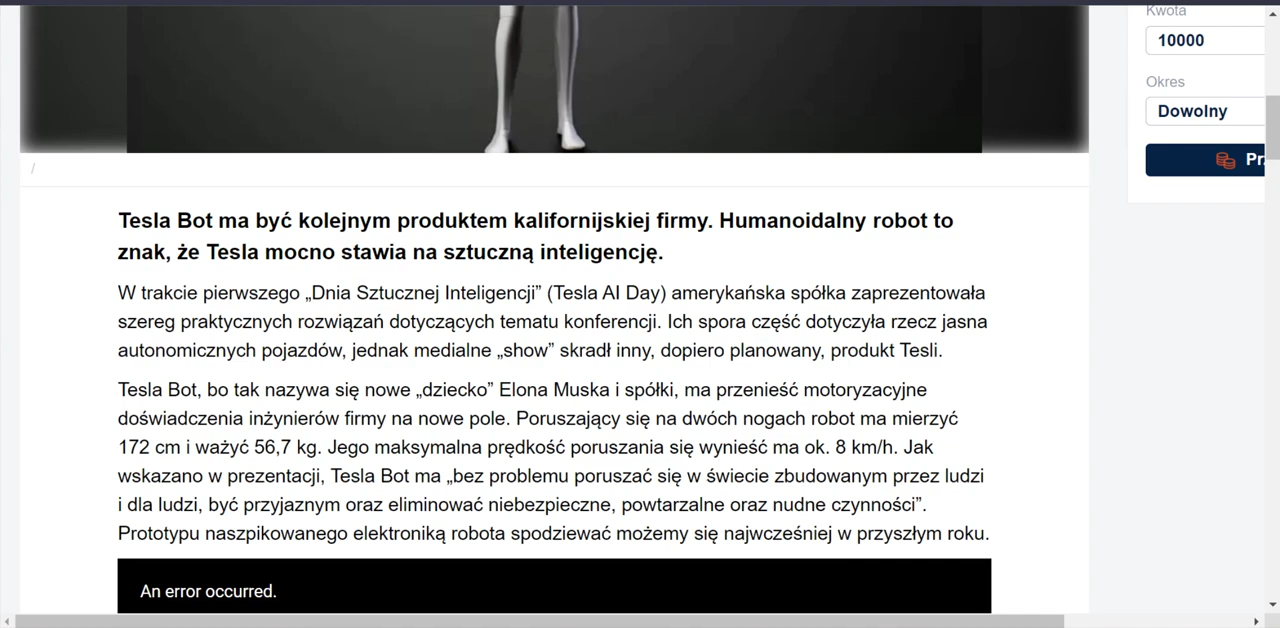 /
Tesla Bot ma być kolejnym produktem kalifornijskiej firmy. Humanoidalny robot to
znak, że Tesla mocno stawia na sztuczną inteligencję.
W trakcie pierwszego „Dnia Sztucznej Inteligencji” (Tesla AI Day) amerykańska spółka zaprezentowała
szereg praktycznych rozwiązań dotyczących tematu konferencji. Ich spora część dotyczyła rzecz jasna
autonomicznych pojazdów, jednak medialne „show” skradł inny, dopiero planowany, produkt Tesli.
Tesla Bot, bo tak nazywa się nowe „dziecko” Elona Muska i spółki, ma przenieść motoryzacyjne
doświadczenia inżynierów firmy na nowe pole. Poruszający się na dwóch nogach robot ma mierzyć
172 cm i ważyć 56,7 kg. Jego maksymalna prędkość poruszania się wynieść ma ok. 8 km/h. Jak
wskazano w prezentacji, Tesla Bot ma „bez problemu poruszać się w świecie zbudowanym przez ludzi
i dla ludzi, być przyjaznym oraz eliminować niebezpieczne, powtarzalne oraz nudne czynności”.
Prototypu naszpikowanego elektroniką robota spodziewać możemy się najwcześniej w przyszłym roku.
An error occurred.
Kwota
10000
Okres
Dowolny